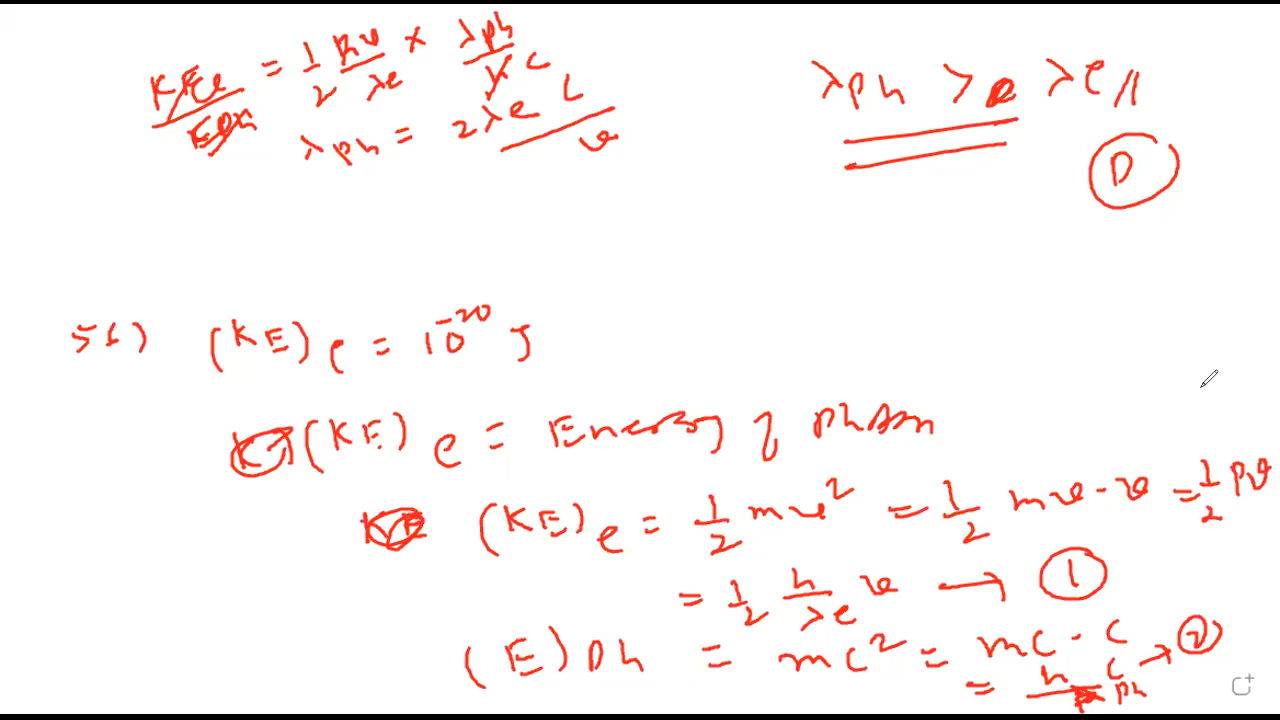 KEe/Eph = 1/2 hv/λe × λph/hc
λph = 2λe c/v
λph > λe //
D
56) (KE)e = 10^-20 J
(KE)e = Energy of photon
(KE)e = 1/2 mv^2 = 1/2 mv - v = 1/2 pv
= 1/2 h/λe v → 1
(E)ph = mc^2 = mc - c
= h/ ph c → 2